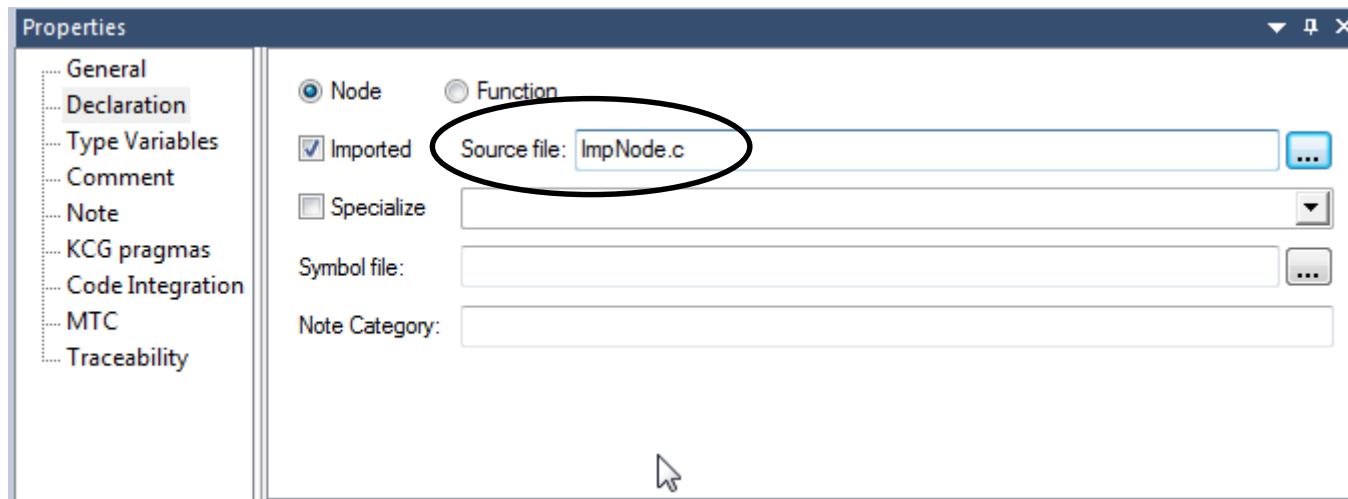 Properties
General
Declaration
Type Variables
Comment
Note
KCG pragmas
Code Integration
MTC
Traceability
Node Function
Imported Source file: ImpNode.c ...
Specialize
Symbol file: ...
Note Category: